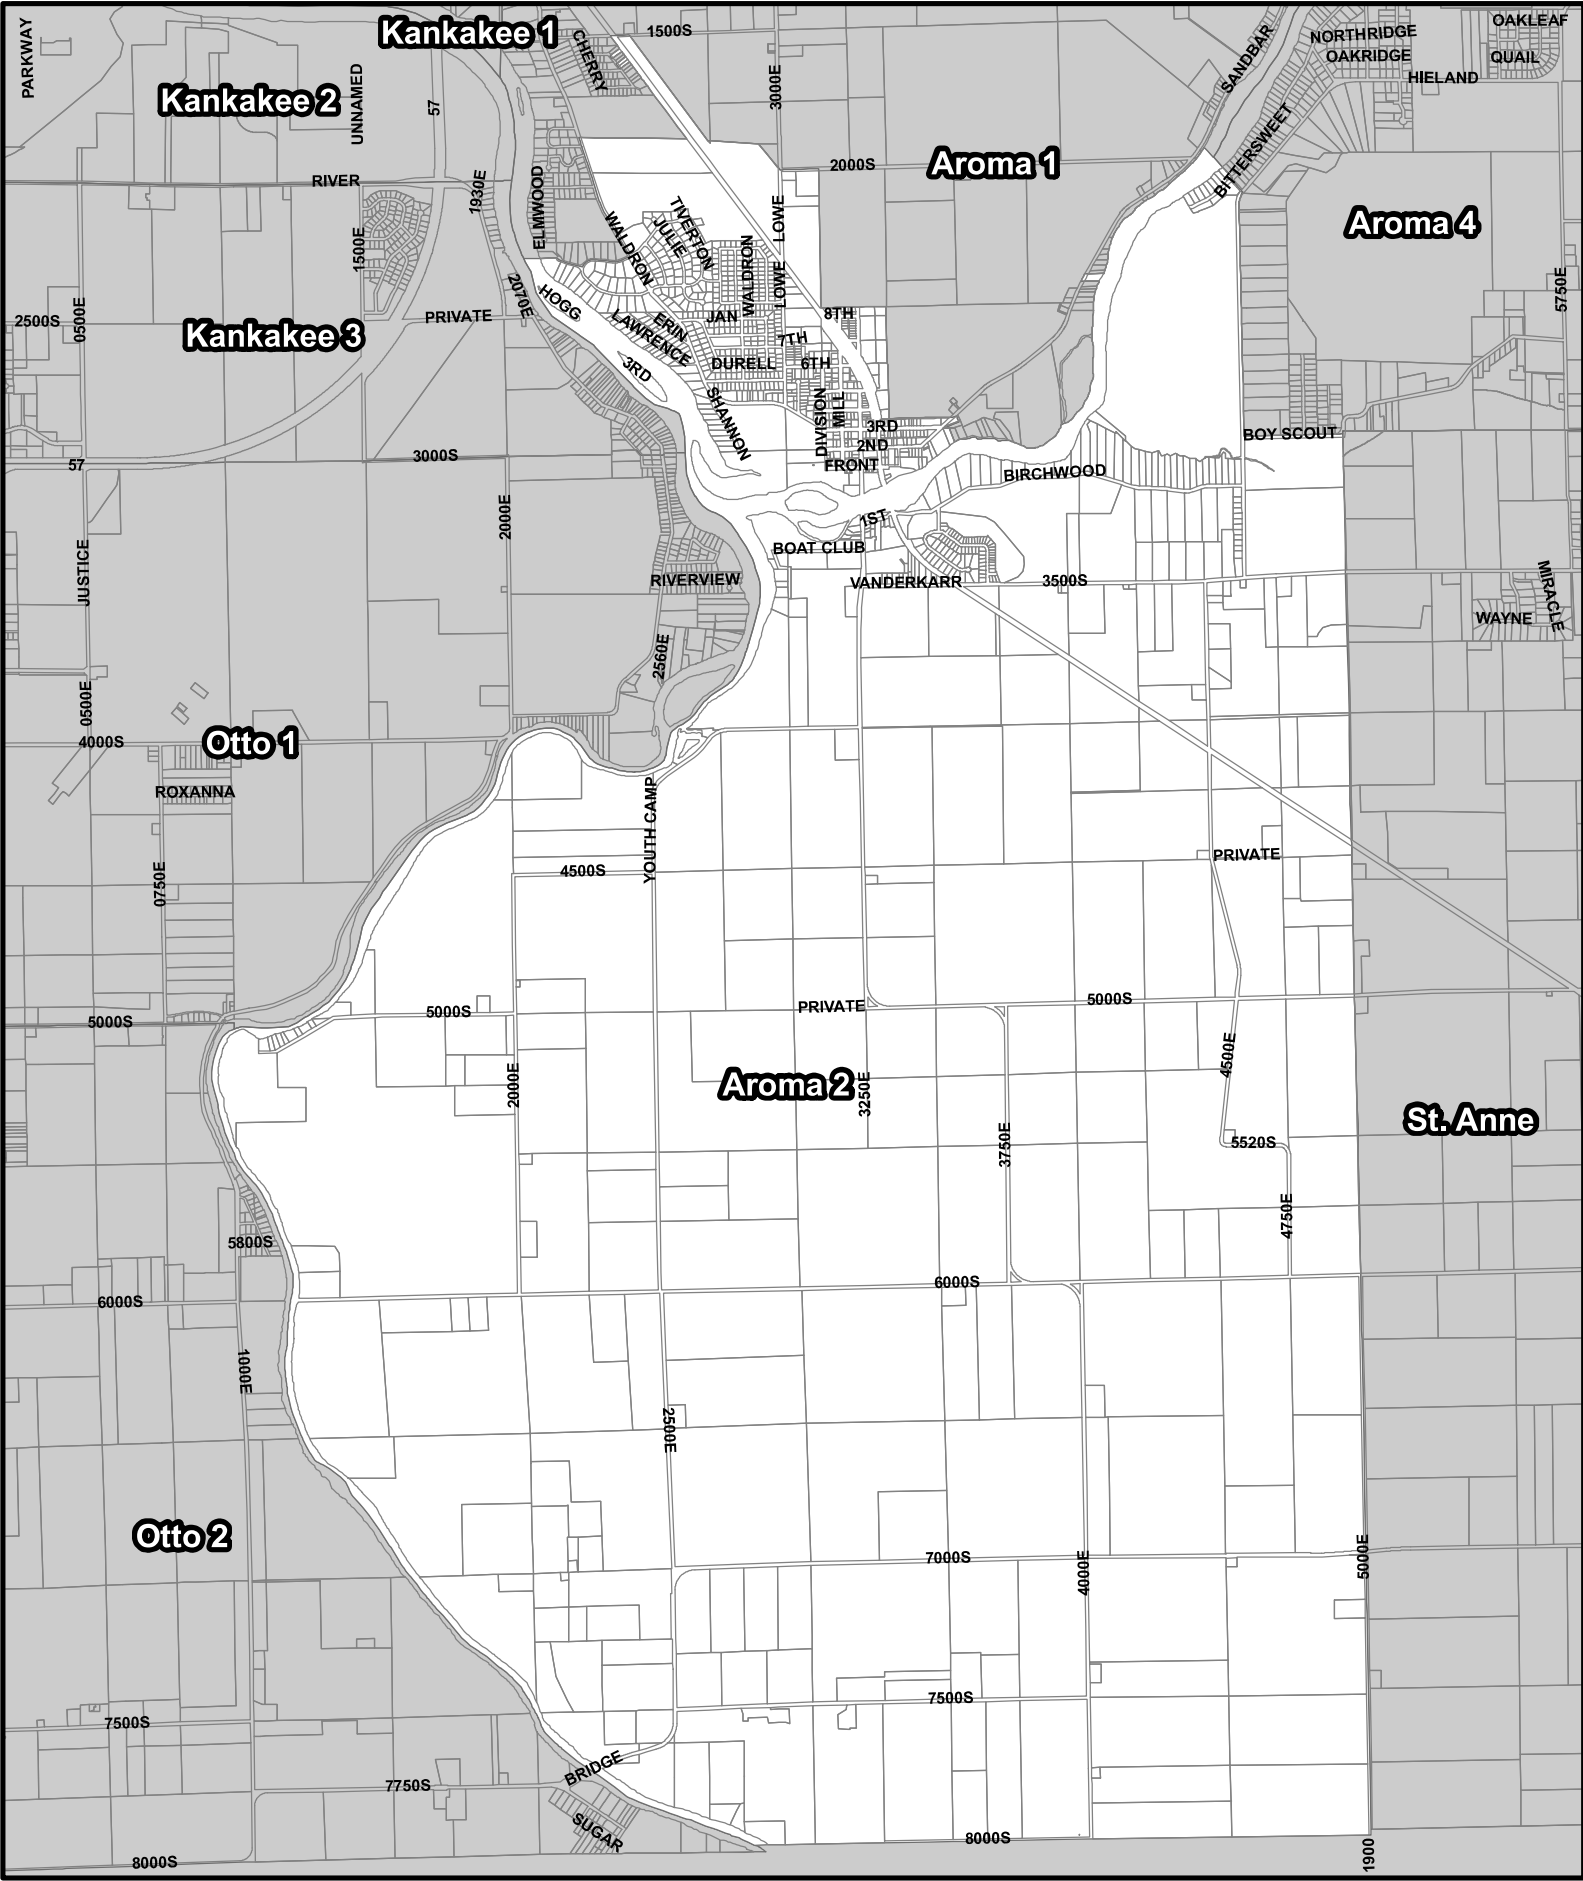 PARKWAY
Kankakee 1
CHERRY
1500S
3000E
SANDBAR
NORTHRIDGE
OAKRIDGE
OAKLEAF
QUAIL
HIELAND
Kankakee 2
UNNAMED
57
BITTERSWEET
2000S
Aroma 1
RIVER
1930E
ELMWOOD
WALDRON
TIVERTON
JULIE
LOWE
WALDRON
LOWE
Aroma 4
1500E
2070E
HOGG
5750E
2500S
0500E
PRIVATE
Kankakee 3
LAWRENCE
ERIN
JAN
8TH
7TH
3RD
DURELL
6TH
SHANNON
DIVISION
MILL
3RD
2ND
FRONT
BOY SCOUT
57
3000S
BIRCHWOOD
2000E
1ST
BOAT CLUB
JUSTICE
RIVERVIEW
VANDERKARR
3500S
MIRACLE
WAYNE
2560E
0500E
4000S
Otto 1
ROXANNA
YOUTH CAMP
0750E
4500S
PRIVATE
5000S
5000S
PRIVATE
5000S
2000E
Aroma 2
3250E
4500E
St. Anne
3750E
5520S
4750E
5800S
6000S
6000S
1000E
2500E
Otto 2
7000S
4000E
5000E
7500S
7500S
BRIDGE
7750S
SUGAR
8000S
8000S
1900